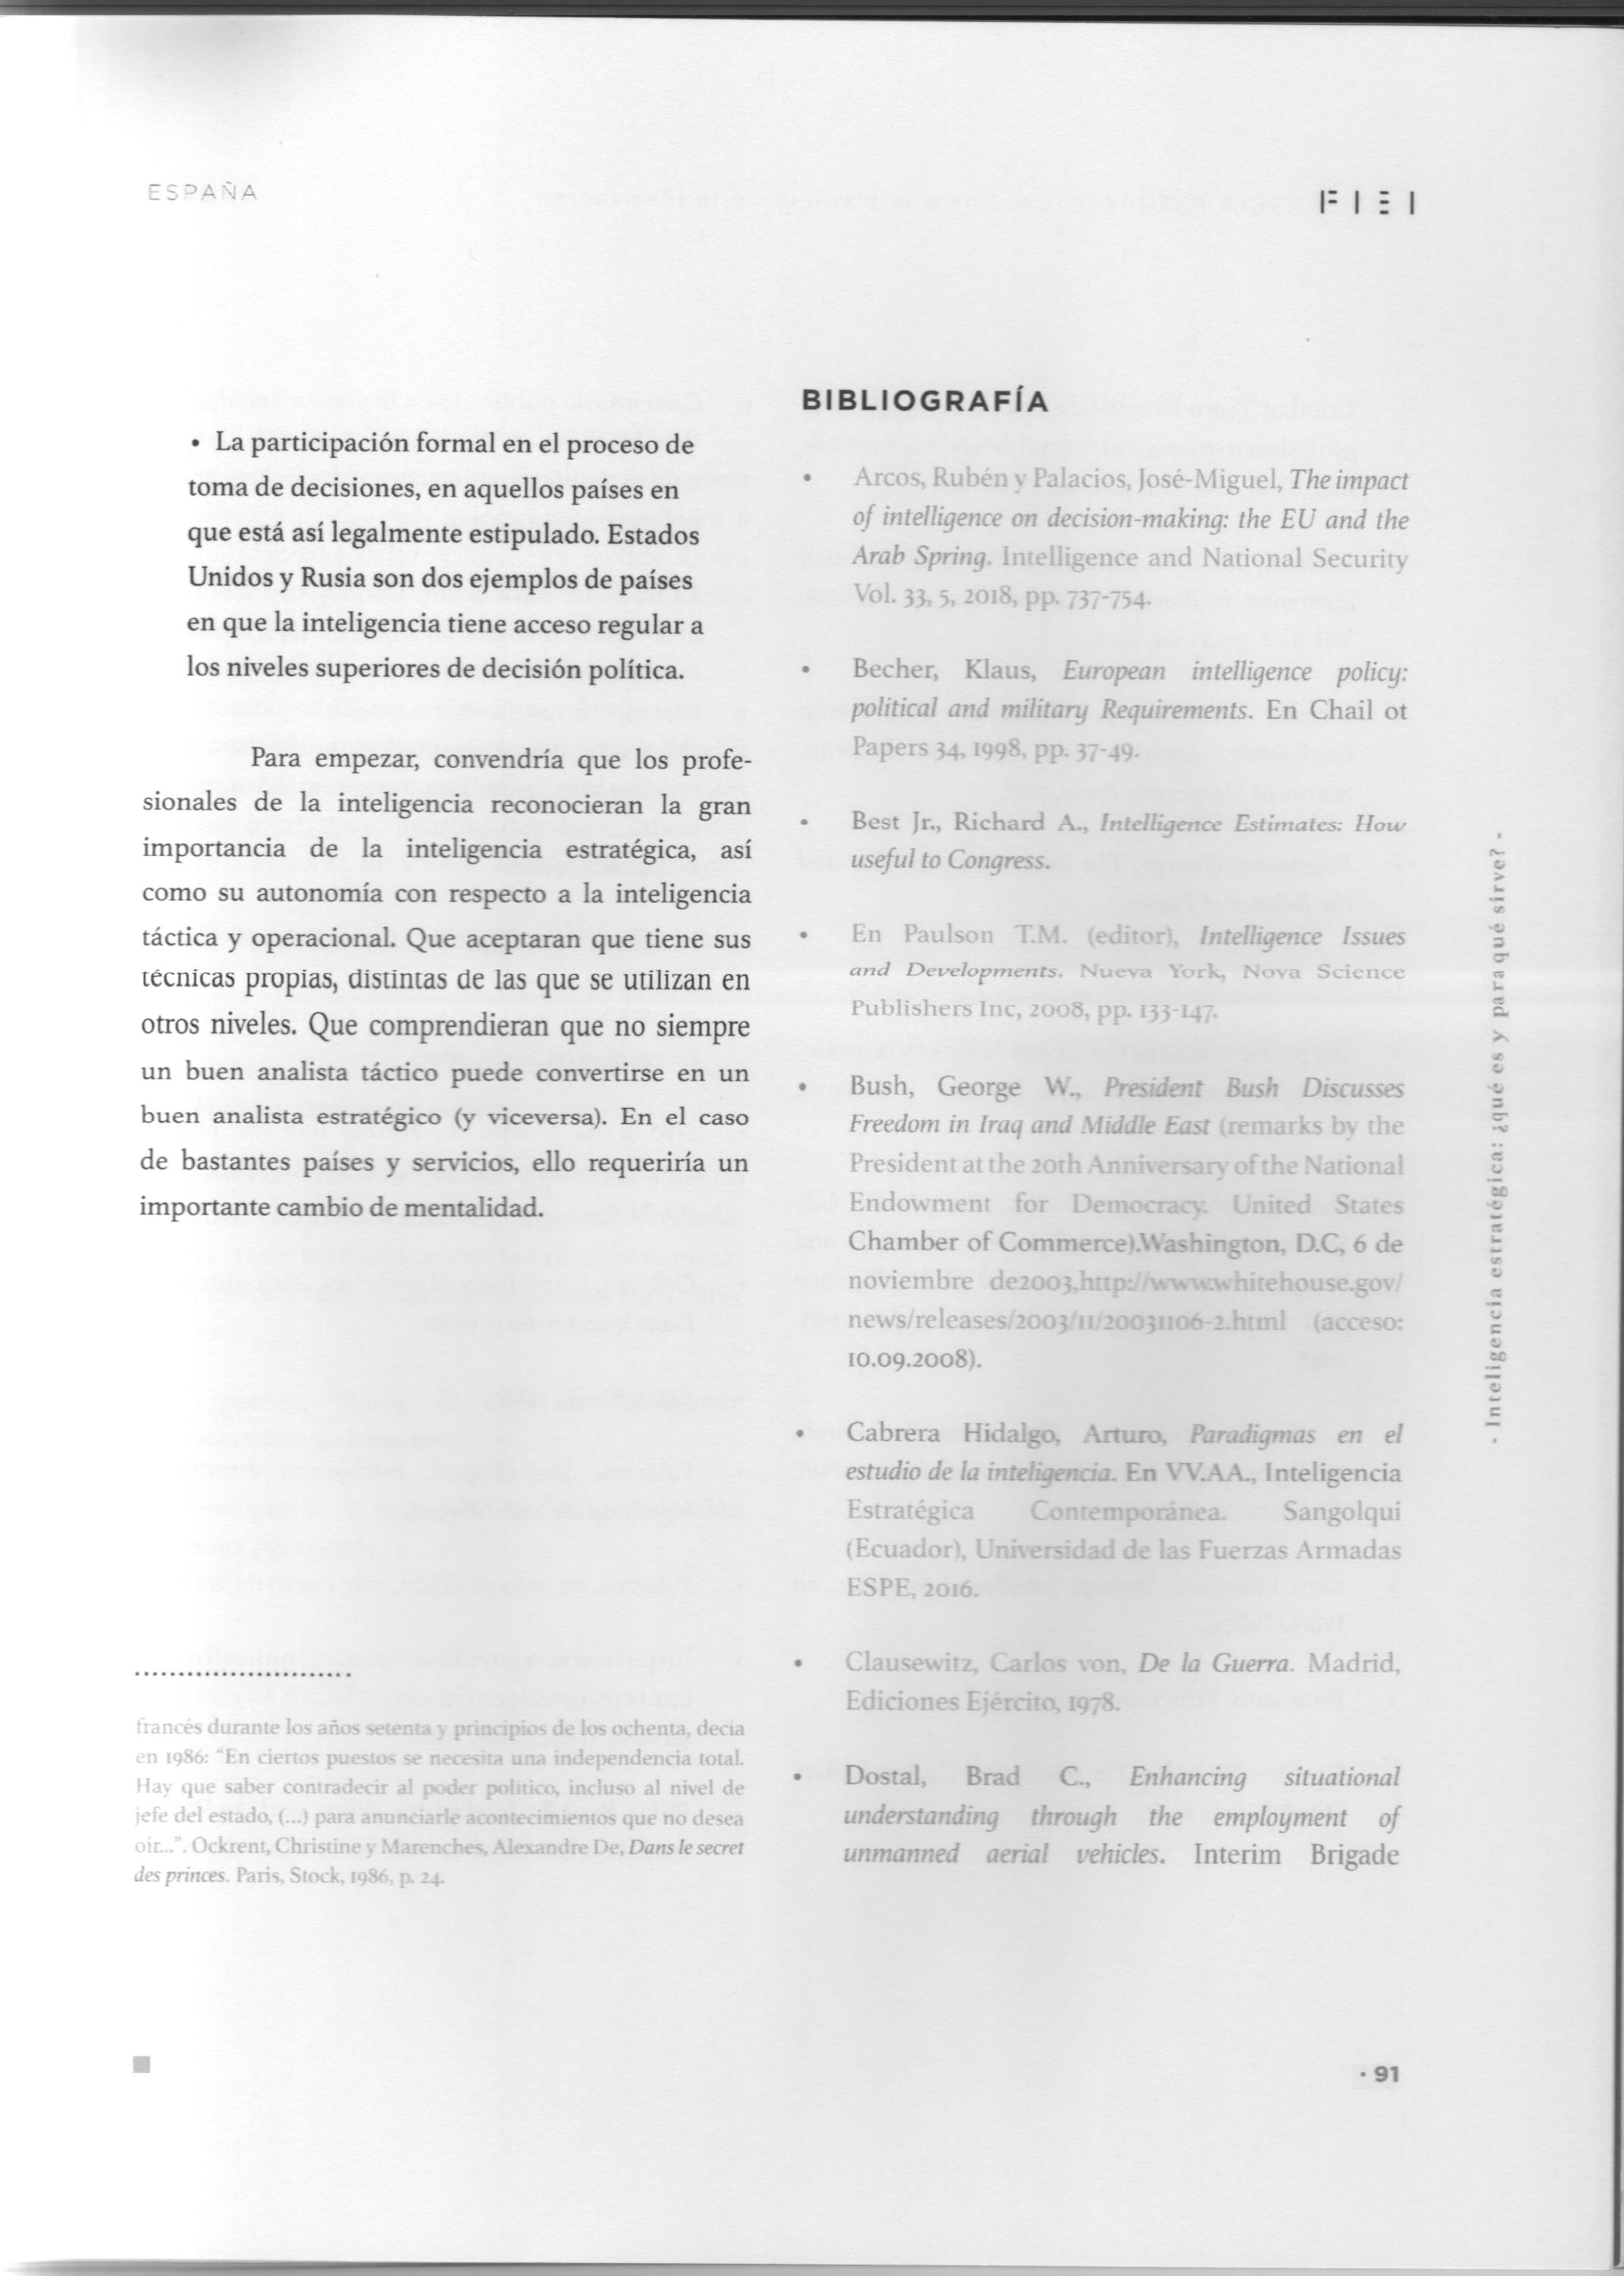 ESPAÑA
FIEI
• La participación formal en el proceso de
toma de decisiones, en aquellos países en
que está así legalmente estipulado. Estados
Unidos y Rusia son dos ejemplos de países
en que la inteligencia tiene acceso regular a
los niveles superiores de decisión política.
Para empezar, convendría que los profe-
sionales de la inteligencia reconocieran la gran
importancia de la inteligencia estratégica, así
como su autonomía con respecto a la inteligencia
táctica y operacional. Que aceptaran que tiene sus
técnicas propias, distintas de las que se utilizan en
otros niveles. Que comprendieran que no siempre
un buen analista táctico puede convertirse en un
buen analista estratégico (y viceversa). En el caso
de bastantes países y servicios, ello requeriría un
importante cambio de mentalidad.
francés durante los años setenta y principios de los ochenta, decía
en 1986: “En ciertos puestos se necesita una independencia total.
Hay que saber contradecir al poder político, incluso al nivel de
jefe del estado, (...) para anunciarle acontecimientos que no desea
oír...”. Ockrent, Christine y Marenches, Alexandre De, Dans le secret
des princes. Paris, Stock, 1986, p. 24.
BIBLIOGRAFÍA
• Arcos, Rubén y Palacios, José-Miguel, The impact
of intelligence on decision-making: the EU and the
Arab Spring. Intelligence and National Security
Vol. 33, 5, 2018, pp. 737-754.
• Becher, Klaus, European intelligence policy:
political and military Requirements. En Chail ot
Papers 34, 1998, pp. 37-49.
• Best Jr., Richard A., Intelligence Estimates: How
useful to Congress.
• En Paulson T.M. (editor), Intelligence Issues
and Developments. Nueva York, Nova Science
Publishers Inc, 2008, pp. 133-147.
• Bush, George W., President Bush Discusses
Freedom in Iraq and Middle East (remarks by the
President at the 20th Anniversary of the National
Endowment for Democracy. United States
Chamber of Commerce).Washington, D.C, 6 de
noviembre de2003,http://www.whitehouse.gov/
news/releases/2003/11/20031106-2.html (acceso:
10.09.2008).
• Cabrera Hidalgo, Arturo, Paradigmas en el
estudio de la inteligencia. En VV.AA., Inteligencia
Estratégica Contemporánea. Sangolqui
(Ecuador), Universidad de las Fuerzas Armadas
ESPE, 2016.
• Clausewitz, Carlos von, De la Guerra. Madrid,
Ediciones Ejército, 1978.
• Dostal, Brad C., Enhancing situational
understanding through the employment of
unmanned aerial vehicles. Interim Brigade
- Inteligencia estratégica: ¿qué es y para qué sirve? -
· 91